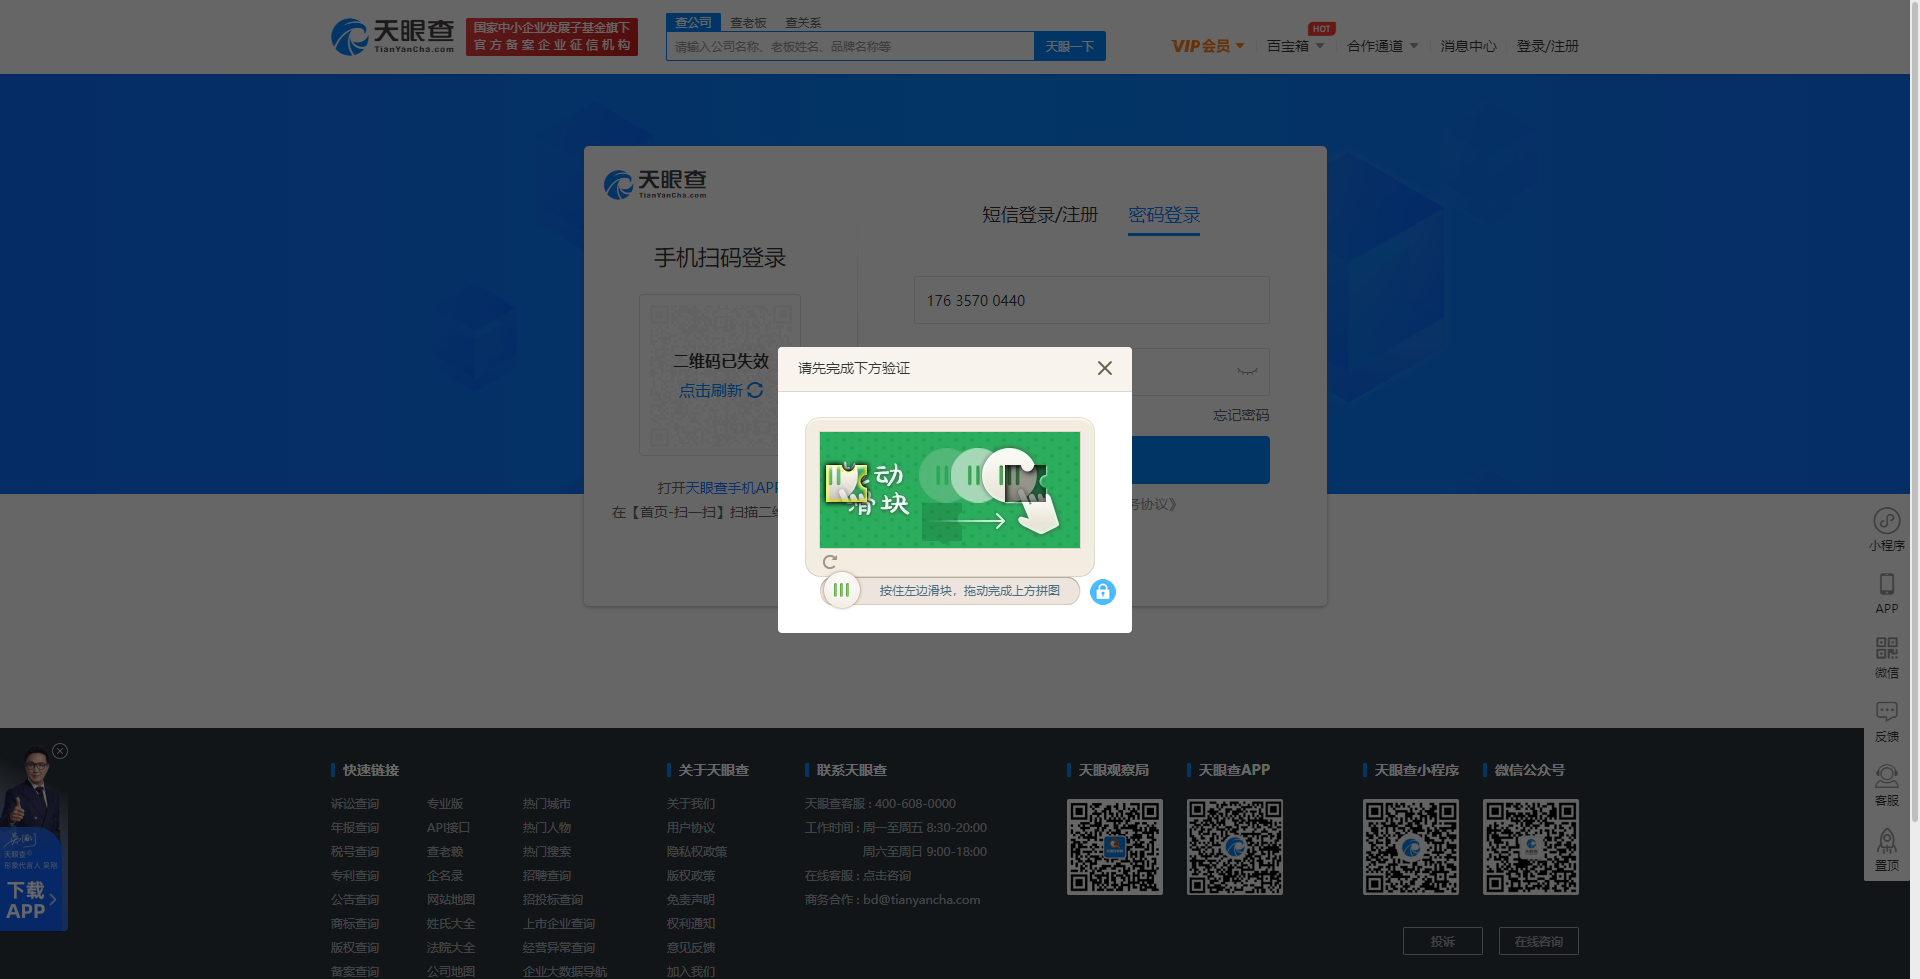 天眼查
TianYanCha.com
国家中小企业发展子基金旗下
官方备案企业征信机构
查公司 查老板 查关系
请输入公司名称、老板姓名、品牌名称等
天眼一下
VIP会员
百宝箱
HOT
合作通道
消息中心
登录/注册
天眼查
TianYanCha.com
短信登录/注册 密码登录
手机扫码登录
176 3570 0440
二维码已失效
点击刷新
忘记密码
打开天眼查手机APP
在【首页-扫一扫】扫描二维
务协议》
请先完成下方验证
动
滑块
按住左边滑块，拖动完成上方拼图
小程序
APP
微信
反馈
客服
置顶
天眼查
下载
APP
快速链接
诉讼查询 专业版 热门城市
年报查询 API接口 热门人物
税号查询 查老赖 热门搜索
专利查询 企名录 招聘查询
公告查询 网站地图 招投标查询
商标查询 姓氏大全 上市企业查询
版权查询 法院大全 经营异常查询
备案查询 公司地图 企业大数据导航
关于天眼查
关于我们
用户协议
隐私权政策
版权政策
免责声明
权利通知
意见反馈
加入我们
联系天眼查
天眼查客服 : 400-608-0000
工作时间 : 周一至周五 8:30-20:00
周六至周日 9:00-18:00
在线客服 : 点击咨询
商务合作 : bd@tianyancha.com
天眼观察局
天眼查APP
天眼查小程序
微信公众号
投诉
在线咨询